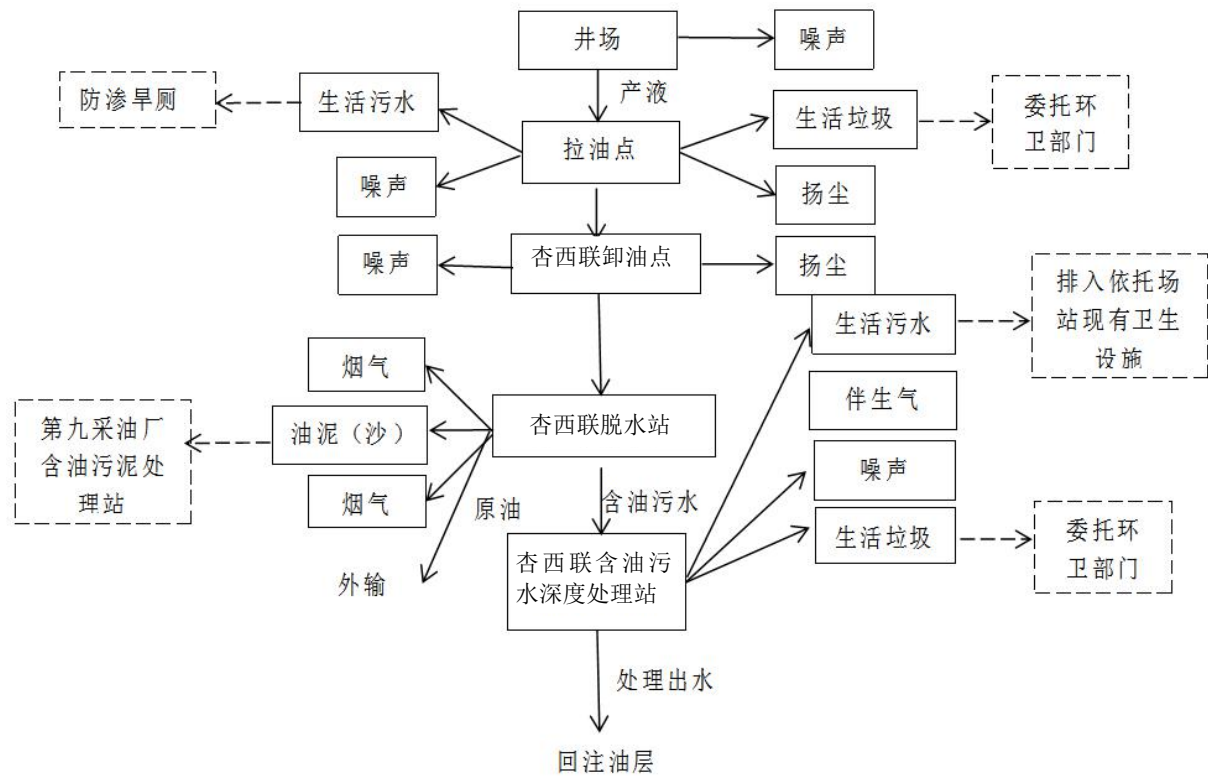 井场
噪声
产液
防渗旱厕
生活污水
拉油点
生活垃圾
委托环
卫部门
噪声
扬尘
噪声
杏西联卸油点
扬尘
生活污水
排入依托场
站现有卫生
设施
烟气
伴生气
第九采油厂
含油污泥处
理站
油泥（沙）
杏西联脱水站
噪声
烟气
原油
含油污水
生活垃圾
委托环
卫部门
外输
杏西联含油污
水深度处理站
处理出水
回注油层